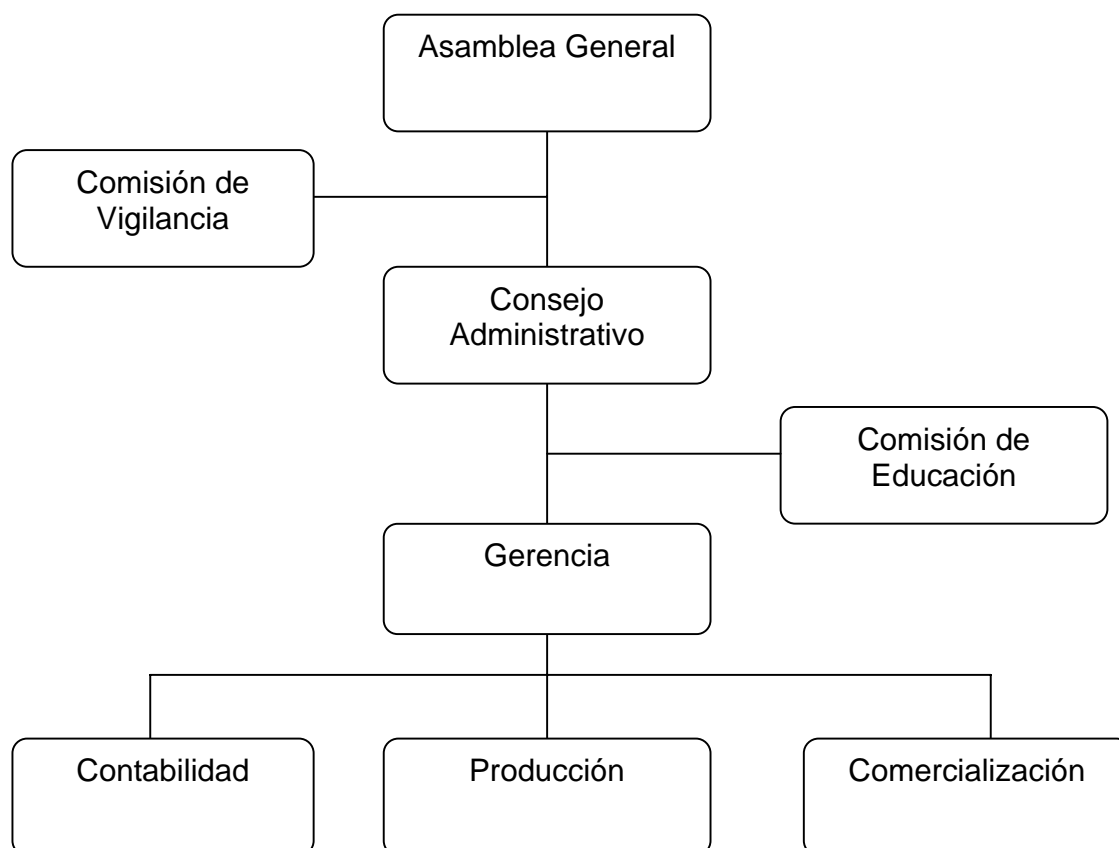 Asamblea General
Comisión de
Vigilancia
Consejo
Administrativo
Comisión de
Educación
Gerencia
Contabilidad
Producción
Comercialización